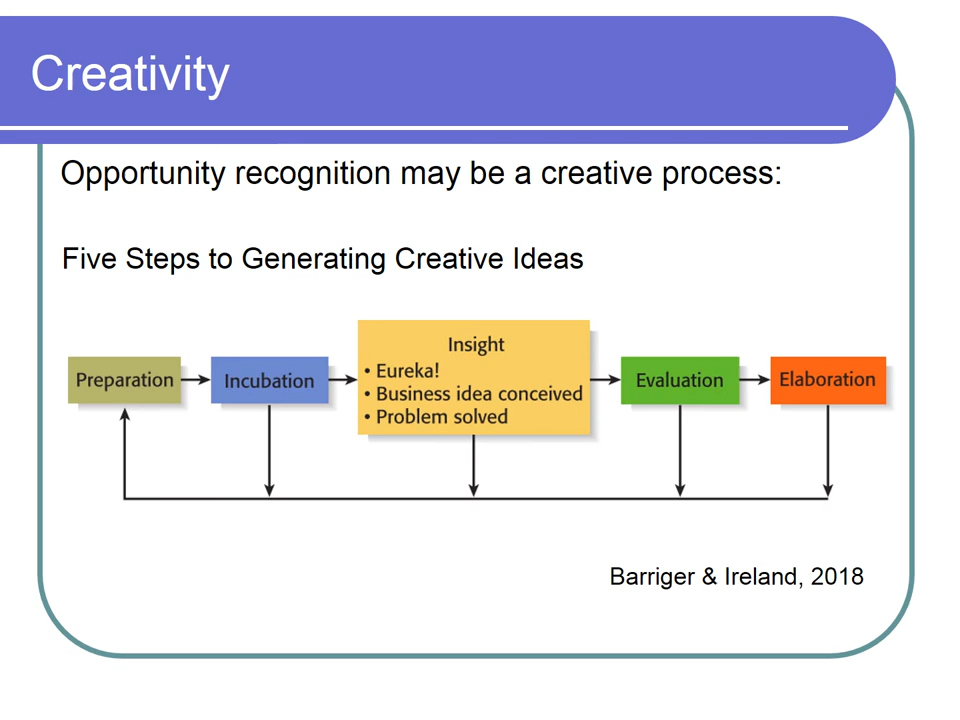 Creativity
Opportunity recognition may be a creative process:
Five Steps to Generating Creative Ideas
Preparation
Incubation
Insight
• Eureka!
• Business idea conceived
• Problem solved
Evaluation
Elaboration
Barriger & Ireland, 2018